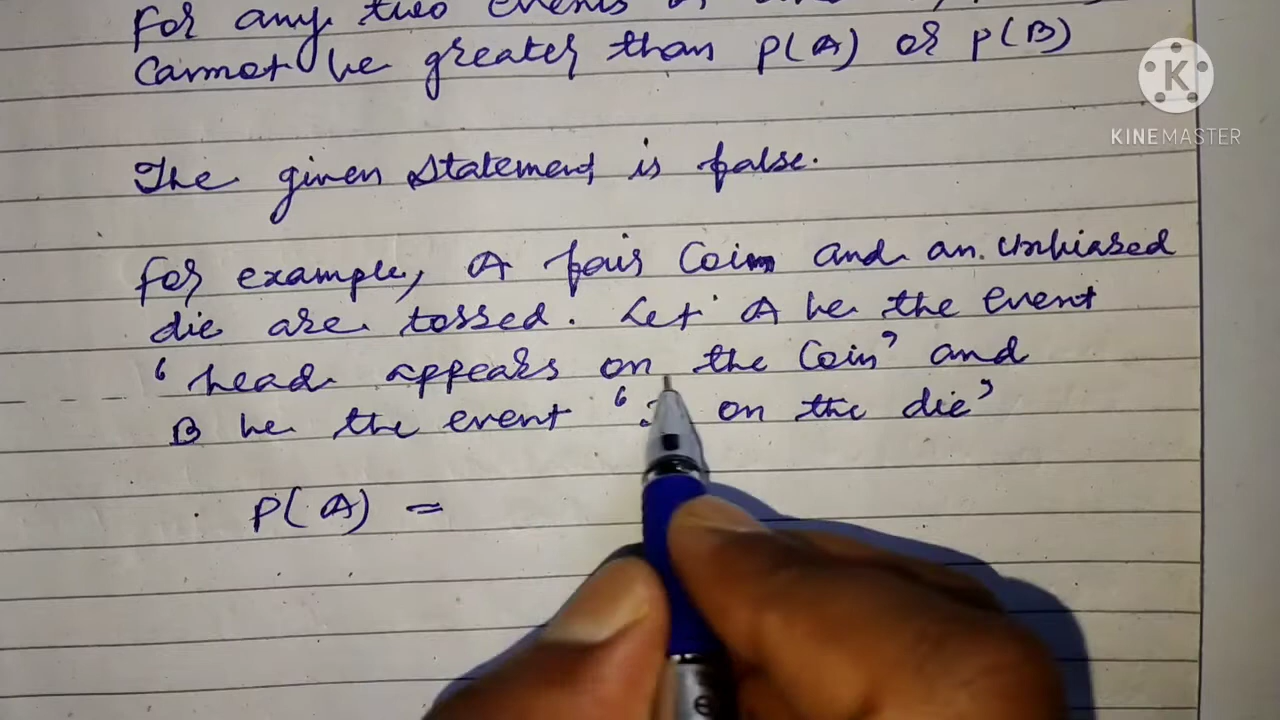 For any two events
cannot be greater than P(A) or P(B)
K
KINEMASTER
The given statement is false.
For example, A fair Coin and an unbiased
die are tossed. Let A be the event
‘head appears on the Coin’ and
B be the event ‘ on the die’
P(A) =